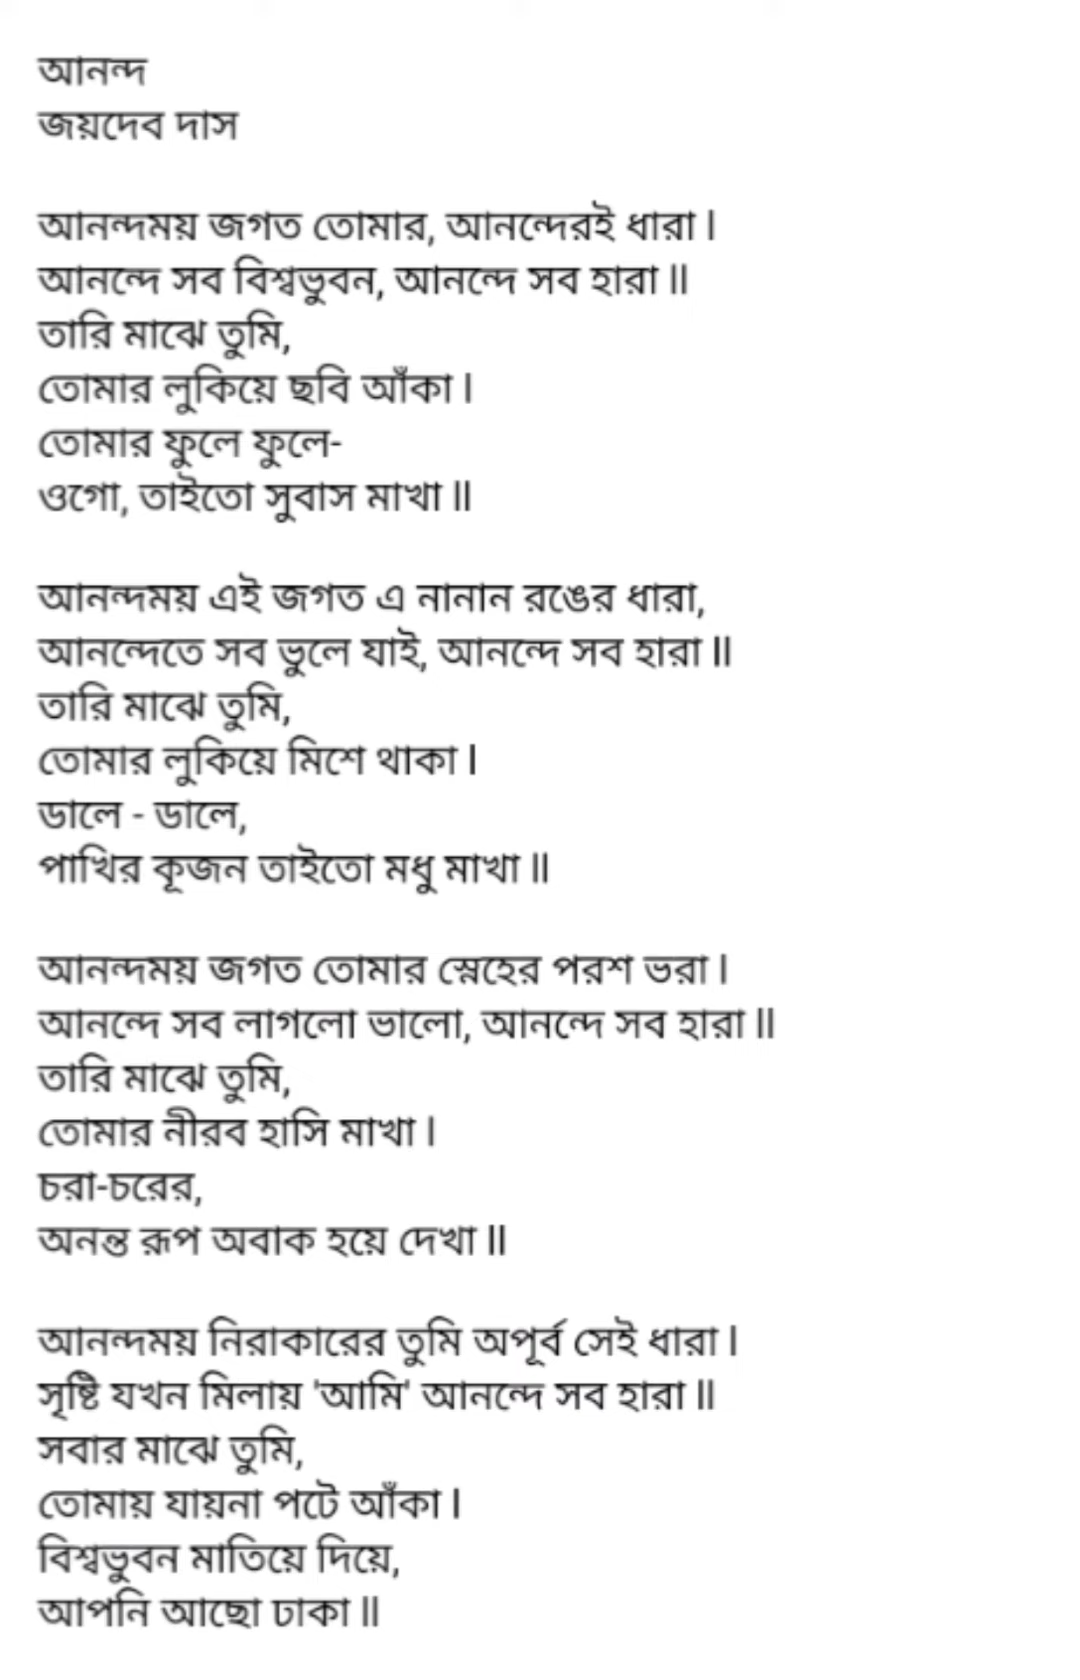 আনন্দ
জয়দেব দাস
আনন্দময় জগত তোমার, আনন্দেরই ধারা।
আনন্দে সব বিশ্বভুবন, আনন্দে সব হারা॥
তারি মাঝে তুমি,
তোমার লুকিয়ে ছবি আঁকা।
তোমার ফুলে ফুলে-
ওগো, তাইতো সুবাস মাখা॥
আনন্দময় এই জগত এ নানান রঙের ধারা,
আনন্দেতে সব ভুলে যাই, আনন্দে সব হারা॥
তারি মাঝে তুমি,
তোমার লুকিয়ে মিশে থাকা।
ডালে - ডালে,
পাখির কূজন তাইতো মধু মাখা॥
আনন্দময় জগত তোমার স্নেহের পরশ ভরা।
আনন্দে সব লাগলো ভালো, আনন্দে সব হারা॥
তারি মাঝে তুমি,
তোমার নীরব হাসি মাখা।
চরা-চরের,
অনন্ত রূপ অবাক হয়ে দেখা॥
আনন্দময় নিরাকারের তুমি অপূর্ব সেই ধারা।
সৃষ্টি যখন মিলায় 'আমি' আনন্দে সব হারা॥
সবার মাঝে তুমি,
তোমায় যায়না পটে আঁকা।
বিশ্বভুবন মাতিয়ে দিয়ে,
আপনি আছো ঢাকা॥